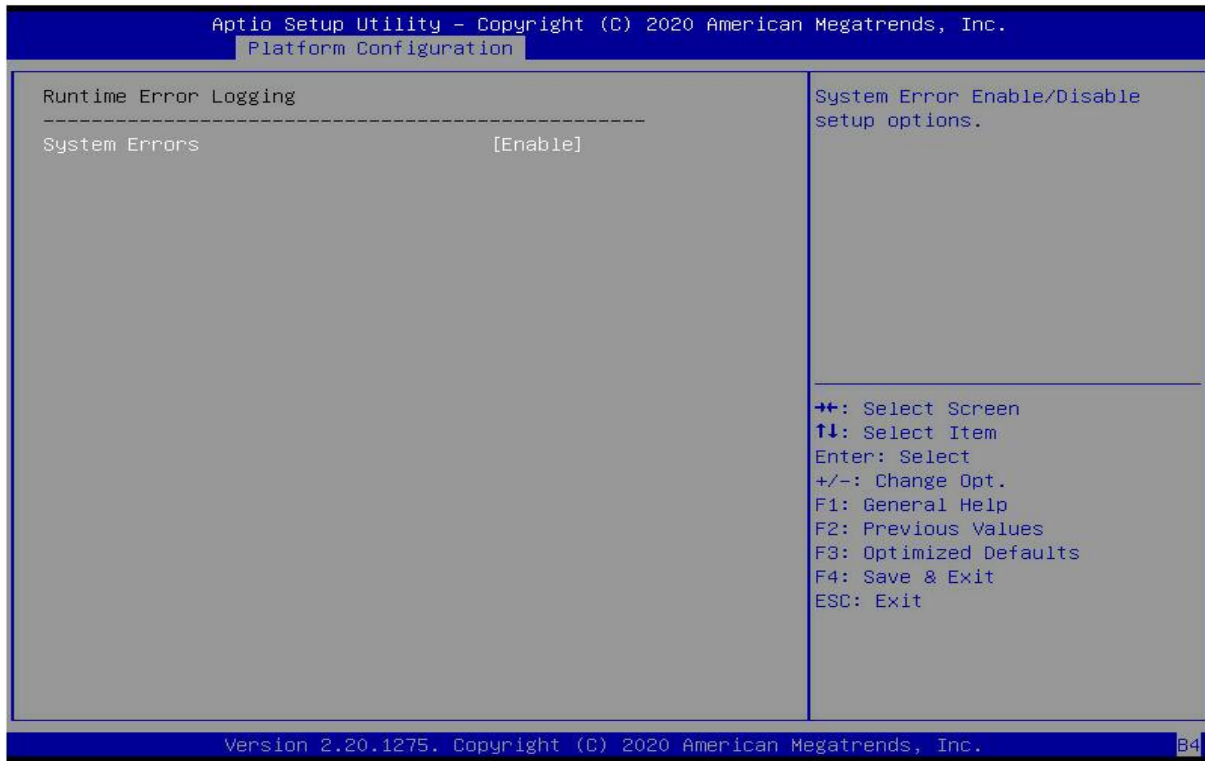 Aptio Setup Utility – Copyright (C) 2020 American Megatrends, Inc.
Platform Configuration
Runtime Error Logging
--------------------------------------------------
System Errors [Enable]
System Error Enable/Disable
setup options.
→←: Select Screen
↑↓: Select Item
Enter: Select
+/-: Change Opt.
F1: General Help
F2: Previous Values
F3: Optimized Defaults
F4: Save & Exit
ESC: Exit
Version 2.20.1275. Copyright (C) 2020 American Megatrends, Inc.
B4